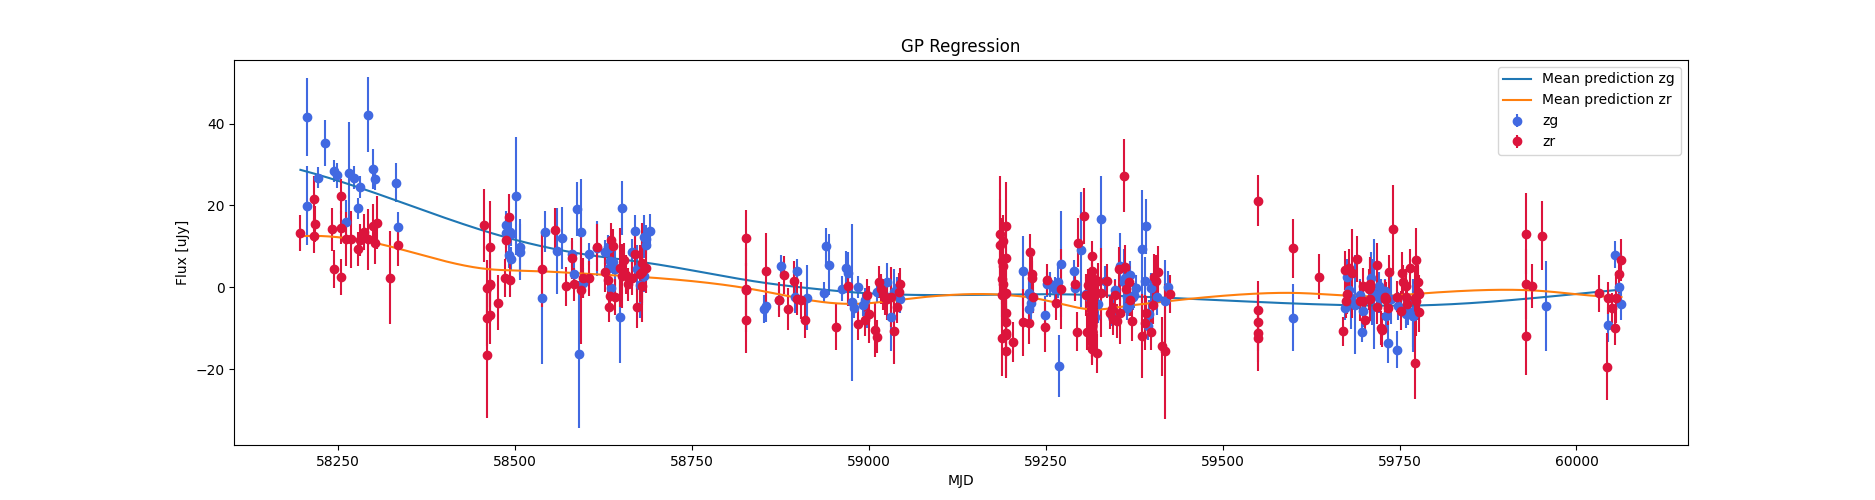 GP Regression
Mean prediction zg
Mean prediction zr
zg
zr
Flux [uJy]
40
20
0
−20
58250
58500
58750
59000
59250
59500
59750
60000
MJD